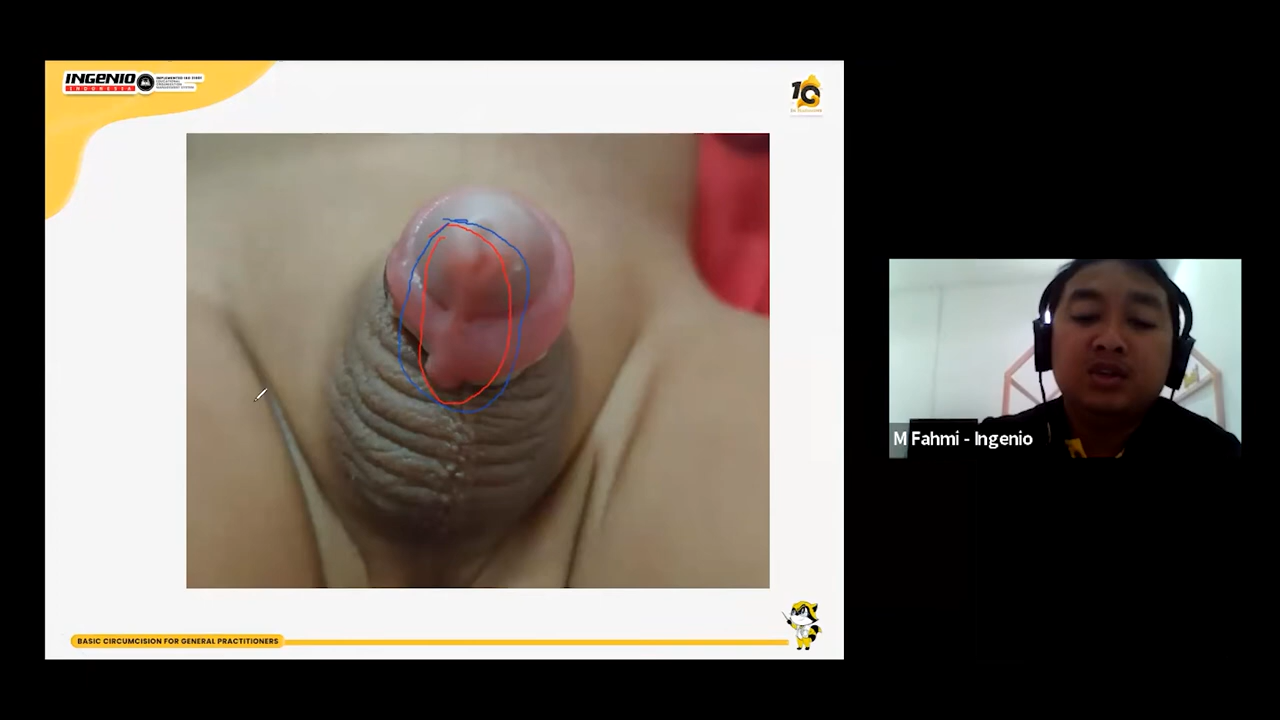 INGENIO
INDONESIA
10
M Fahmi - Ingenio
BASIC CIRCUMCISION FOR GENERAL PRACTITIONERS